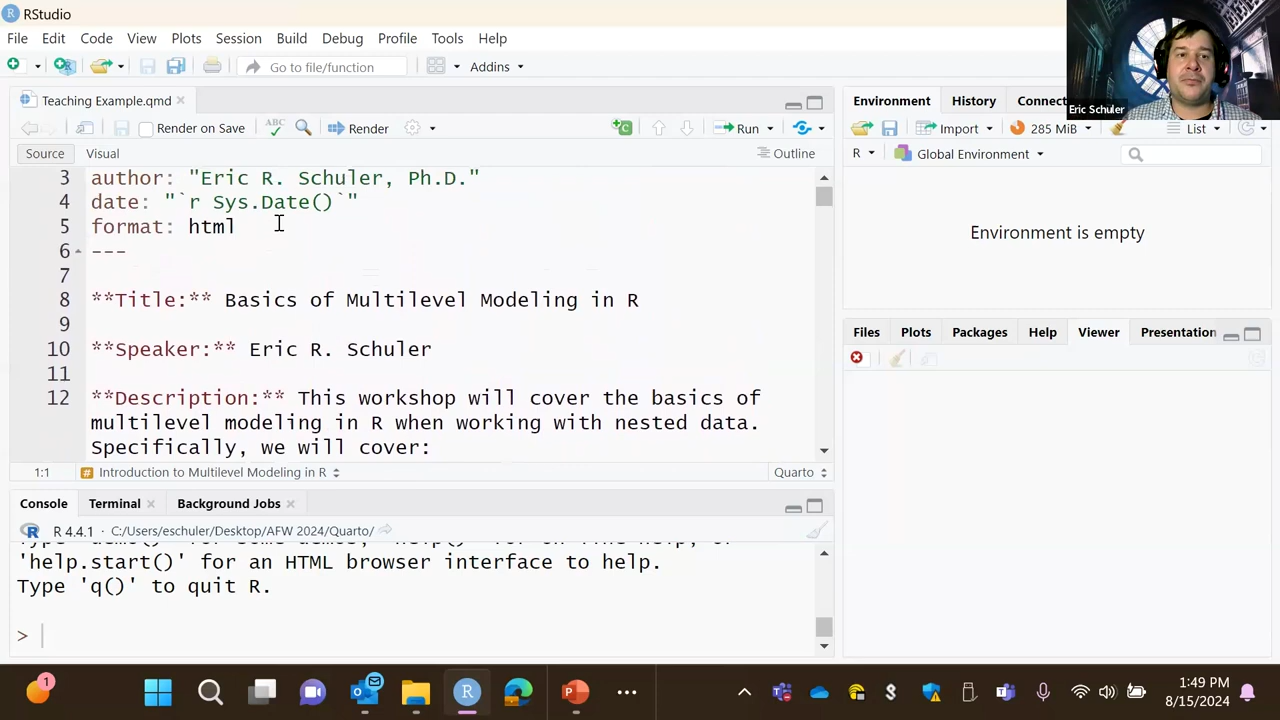 RStudio
File Edit Code View Plots Session Build Debug Profile Tools Help
Go to file/function Addins
Eric Schuler
Teaching Example.qmd
Render on Save ABC Render Run
Source Visual Outline
3 author: "Eric R. Schuler, Ph.D."
4 date: "`r Sys.Date()`"
5 format: html
6 ---
7
8 **Title:** Basics of Multilevel Modeling in R
9
10 **Speaker:** Eric R. Schuler
11
12 **Description:** This workshop will cover the basics of
multilevel modeling in R when working with nested data.
Specifically, we will cover:
1:1 Introduction to Multilevel Modeling in R Quarto
Console Terminal Background Jobs
R 4.4.1 · C:/Users/eschuler/Desktop/AFW 2024/Quarto/
'help.start()' for an HTML browser interface to help.
Type 'q()' to quit R.
>
Environment History Connect
Import 285 MiB List
R Global Environment
Environment is empty
Files Plots Packages Help Viewer Presentation
1
1:49 PM
8/15/2024